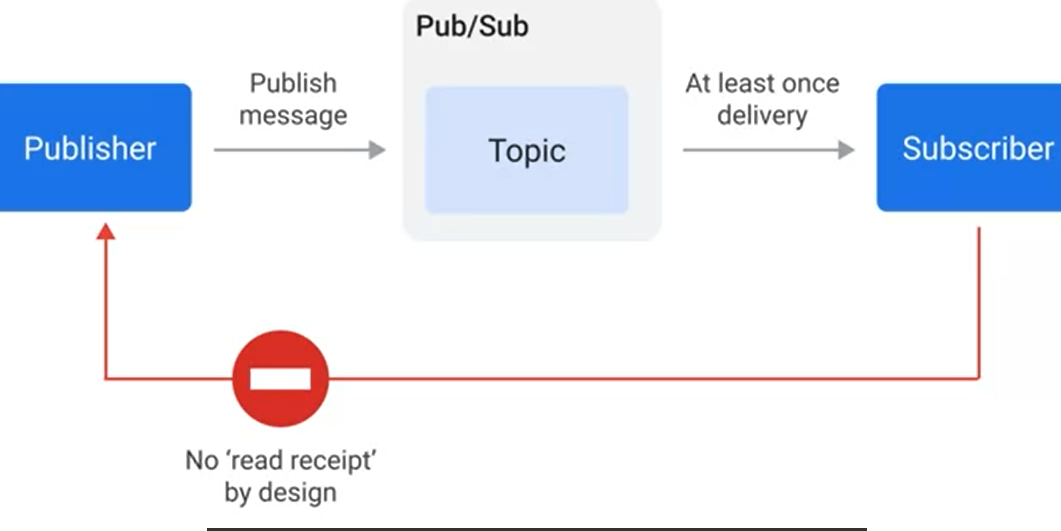 Pub/Sub
Publisher
Publish
message
Topic
At least once
delivery
Subscriber
No ‘read receipt’
by design